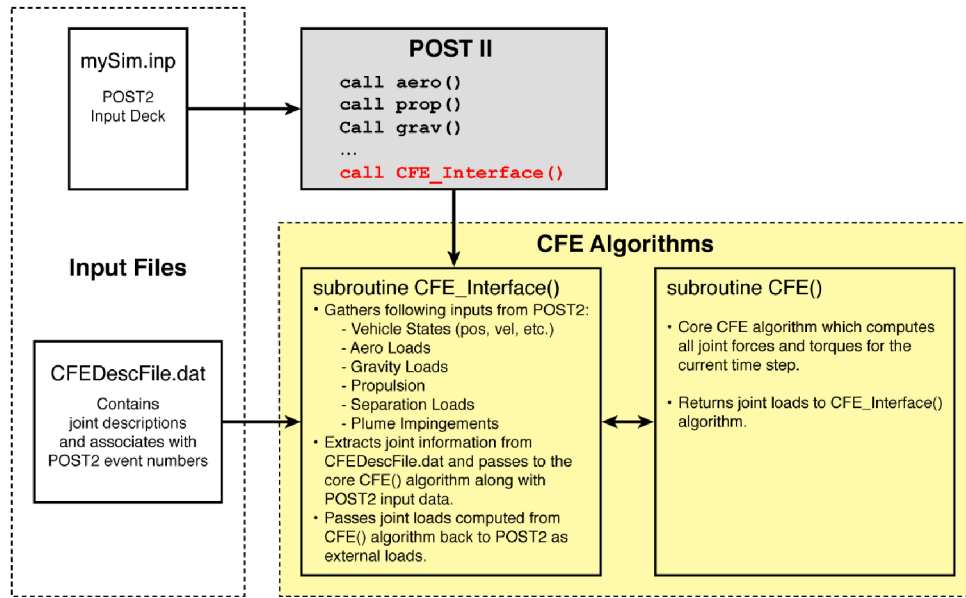 mySim.inp
POST2
Input Deck
POST II
call aero()
call prop()
Call grav()
...
call CFE_Interface()
Input Files
CFEDescFile.dat
Contains
joint descriptions
and associates with
POST2 event numbers
CFE Algorithms
subroutine CFE_Interface()
• Gathers following inputs from POST2:
- Vehicle States (pos, vel, etc.)
- Aero Loads
- Gravity Loads
- Propulsion
- Separation Loads
- Plume Impingements
• Extracts joint information from
CFEDescFile.dat and passes to the
core CFE() algorithm along with
POST2 input data.
• Passes joint loads computed from
CFE() algorithm back to POST2 as
external loads.
subroutine CFE()
• Core CFE algorithm which computes
all joint forces and torques for the
current time step.
• Returns joint loads to CFE_Interface()
algorithm.